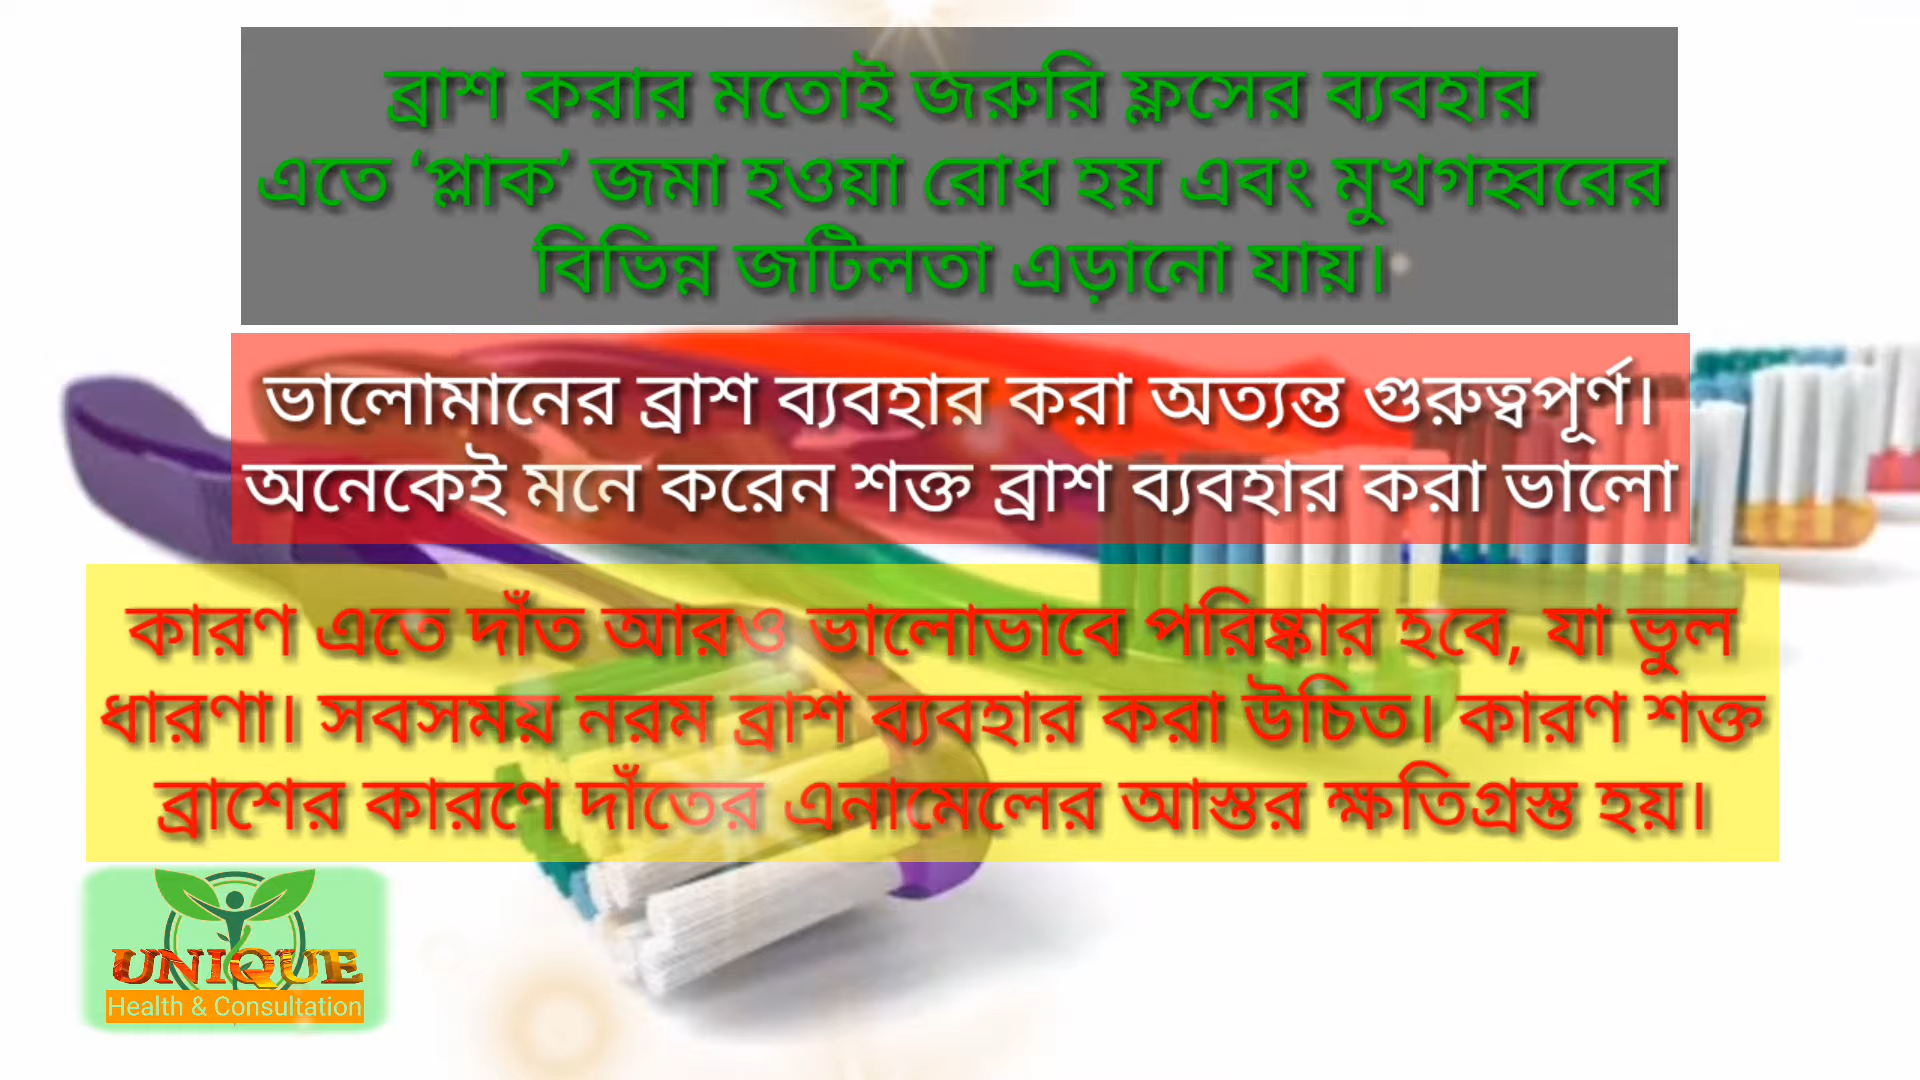 ব্রাশ করার মতোই জরুরি ফ্লসের ব্যবহার
এতে ‘প্লাক’ জমা হওয়া রোধ হয় এবং মুখগহ্বরের
বিভিন্ন জটিলতা এড়ানো যায়।
ভালোমানের ব্রাশ ব্যবহার করা অত্যন্ত গুরুত্বপূর্ণ।
অনেকেই মনে করেন শক্ত ব্রাশ ব্যবহার করা ভালো
কারণ এতে দাঁত আরও ভালোভাবে পরিষ্কার হবে, যা ভুল
ধারণা। সবসময় নরম ব্রাশ ব্যবহার করা উচিত। কারণ শক্ত
ব্রাশের কারণে দাঁতের এনামেলের আস্তর ক্ষতিগ্রস্ত হয়।
UNIQUE
Health & Consultation